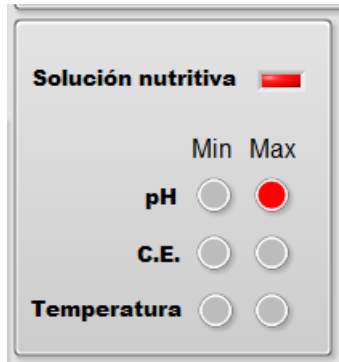 Solución nutritiva
Min Max
pH
C.E.
Temperatura